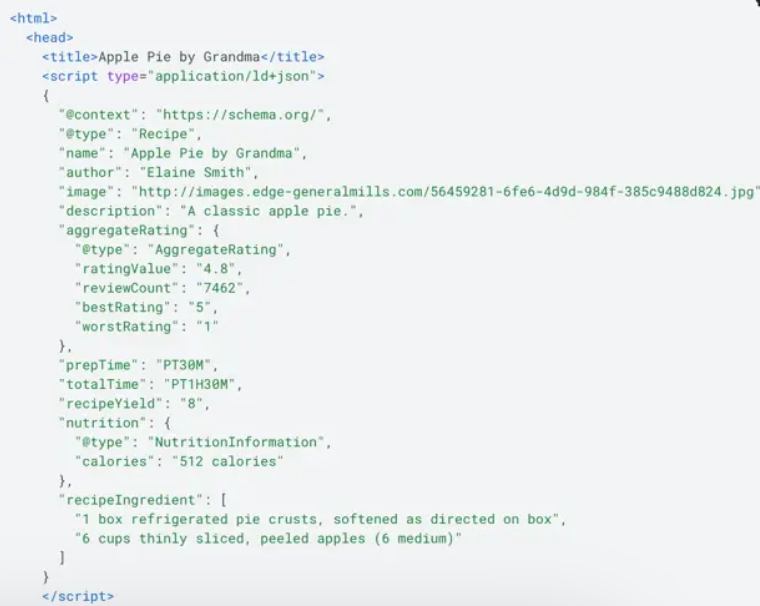 <html>
<head>
<title>Apple Pie by Grandma</title>
<script type="application/ld+json">
{
"@context": "https://schema.org/",
"@type": "Recipe",
"name": "Apple Pie by Grandma",
"author": "Elaine Smith",
"image": "http://images.edge-generalmills.com/56459281-6fe6-4d9d-984f-385c9488d824.jpg"
"description": "A classic apple pie.",
"aggregateRating": {
"@type": "AggregateRating",
"ratingValue": "4.8",
"reviewCount": "7462",
"bestRating": "5",
"worstRating": "1"
},
"prepTime": "PT30M",
"totalTime": "PT1H30M",
"recipeYield": "8",
"nutrition": {
"@type": "NutritionInformation",
"calories": "512 calories"
},
"recipeIngredient": [
"1 box refrigerated pie crusts, softened as directed on box",
"6 cups thinly sliced, peeled apples (6 medium)"
]
}
</script>